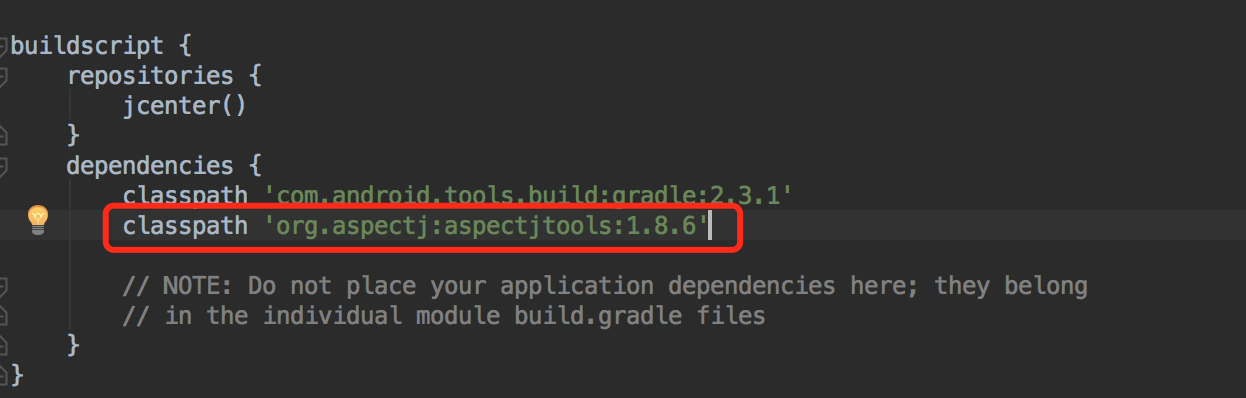 buildscript {
    repositories {
        jcenter()
    }
    dependencies {
        classpath 'com.android.tools.build:gradle:2.3.1'
        classpath 'org.aspectj:aspectjtools:1.8.6'
        // NOTE: Do not place your application dependencies here; they belong
        // in the individual module build.gradle files
    }
}